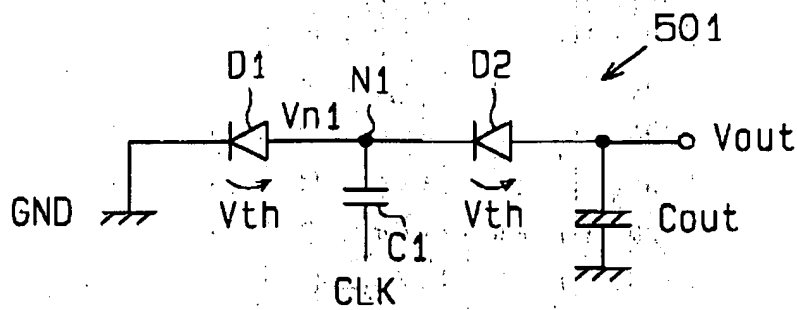 501
D1
N1
D2
Vn1
Vout
GND
Vth
Vth
C1
Cout
CLK